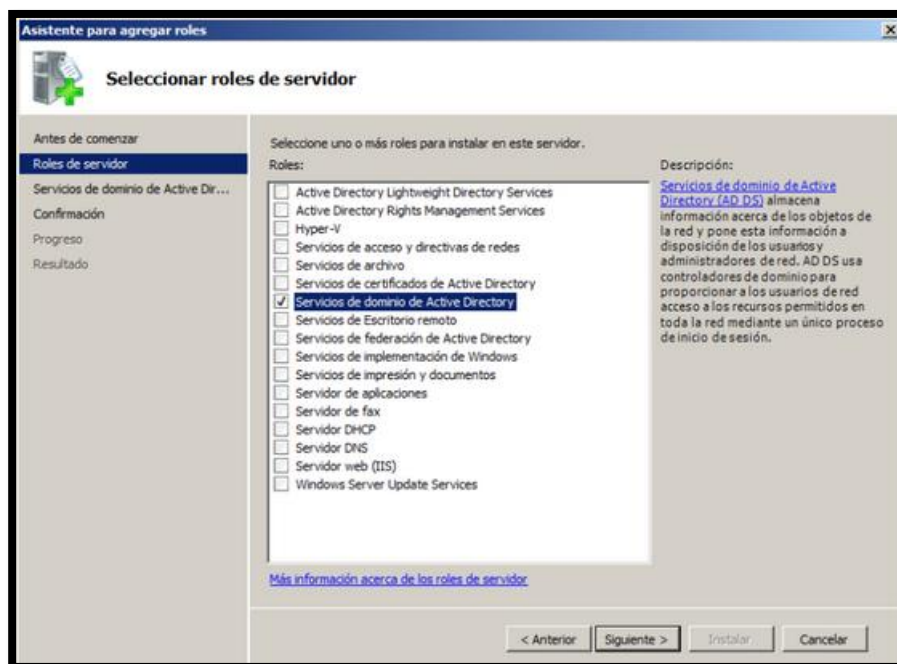 Asistente para agregar roles
Seleccionar roles de servidor
Antes de comenzar
Roles de servidor
Servicios de dominio de Active Dir...
Confirmación
Progreso
Resultado
Seleccione uno o más roles para instalar en este servidor.
Roles:
Active Directory Lightweight Directory Services
Active Directory Rights Management Services
Hyper-V
Servicios de acceso y directivas de redes
Servicios de archivo
Servicios de certificados de Active Directory
Servicios de dominio de Active Directory
Servicios de Escritorio remoto
Servicios de federación de Active Directory
Servicios de implementación de Windows
Servicios de impresión y documentos
Servidor de aplicaciones
Servidor de fax
Servidor DHCP
Servidor DNS
Servidor web (IIS)
Windows Server Update Services
Más información acerca de los roles de servidor
Descripción:
Servicios de dominio de Active
Directory (AD DS) almacena
información acerca de los objetos de
la red y pone esta información a
disposición de los usuarios y
administradores de red. AD DS usa
controladores de dominio para
proporcionar a los usuarios de red
acceso a los recursos permitidos en
toda la red mediante un único proceso
de inicio de sesión.
< Anterior
Siguiente >
Instalar
Cancelar